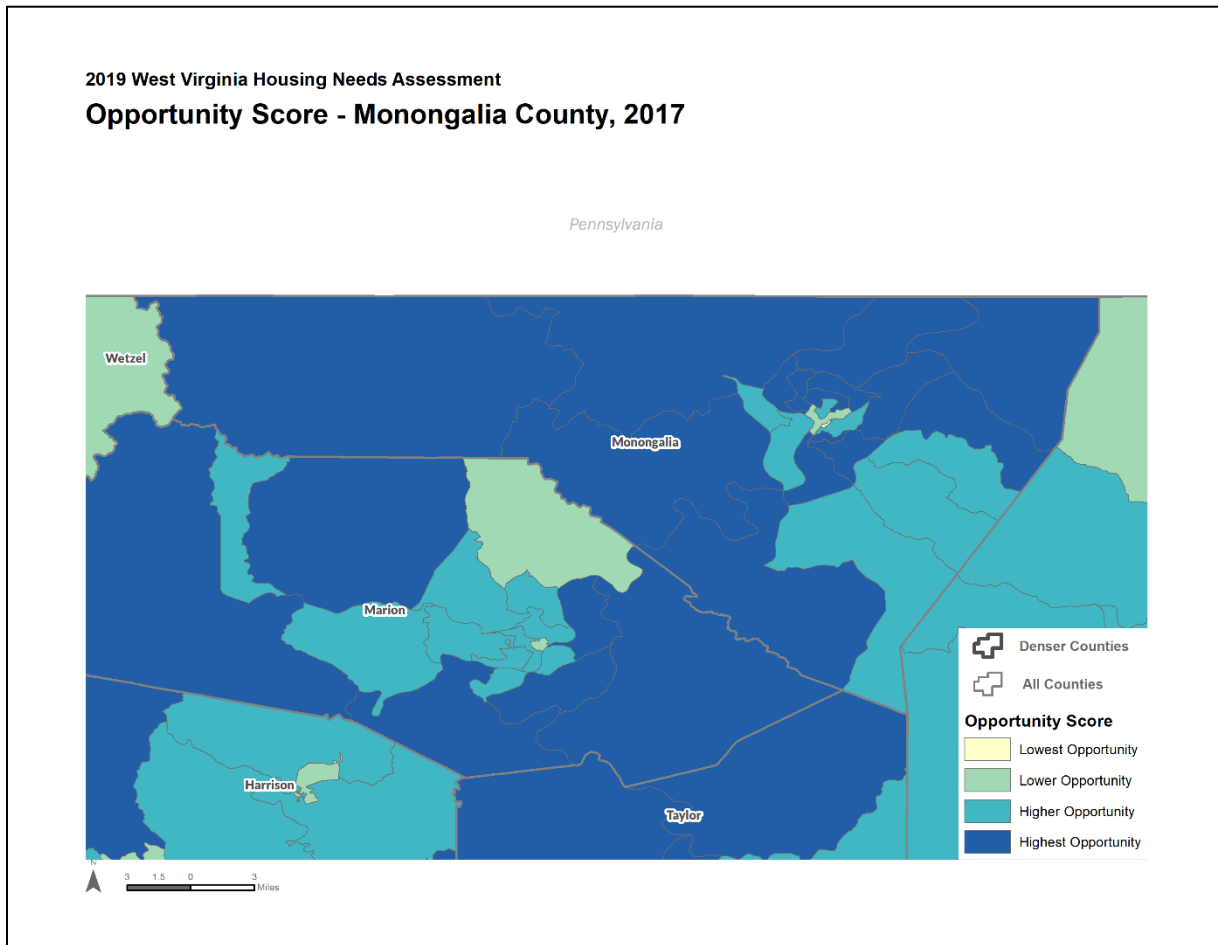 2019 West Virginia Housing Needs Assessment
Opportunity Score - Monongalia County, 2017
Pennsylvania
Wetzel
Monongalia
Marion
Harrison
Taylor
Denser Counties
All Counties
Opportunity Score
Lowest Opportunity
Lower Opportunity
Higher Opportunity
Highest Opportunity
N
3 1.5 0 3
Miles